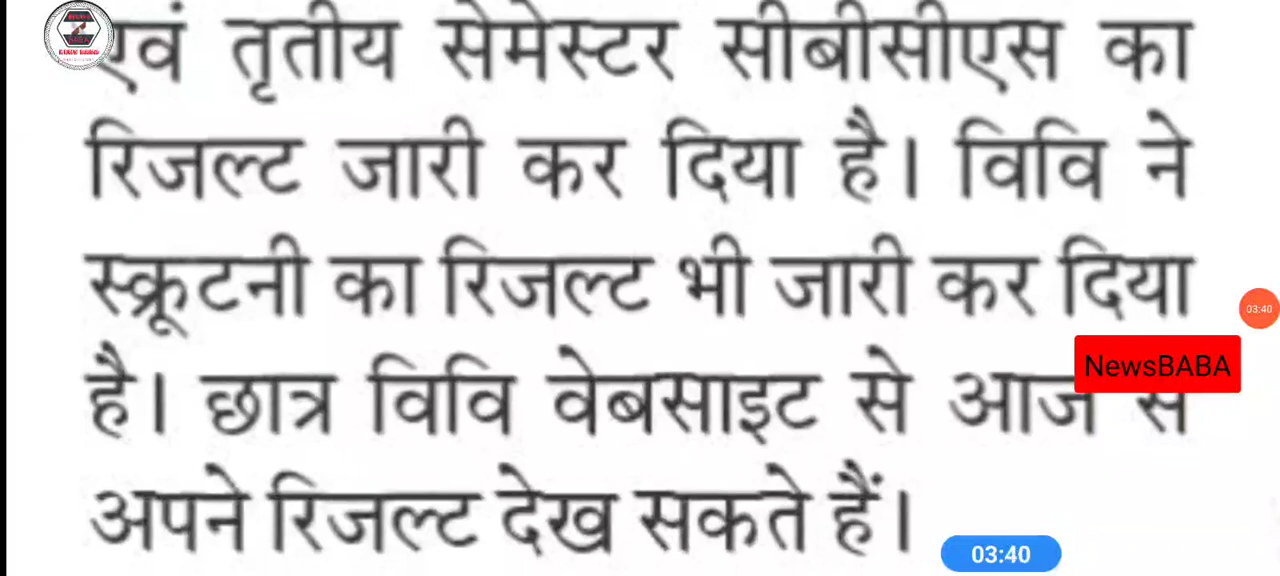 एवं तृतीय सेमेस्टर सीबीसीएस का
रिजल्ट जारी कर दिया है। विवि ने
स्क्रूटनी का रिजल्ट भी जारी कर दिया
03:40
NewsBABA
है। छात्र विवि वेबसाइट से आज से
अपने रिजल्ट देख सकते हैं।
03:40